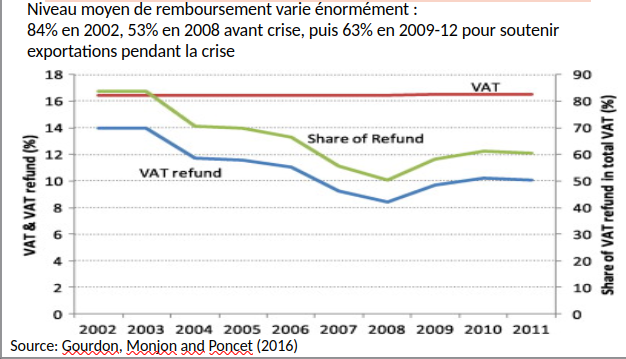 Niveau moyen de remboursement varie énormément :
84% en 2002, 53% en 2008 avant crise, puis 63% en 2009-12 pour soutenir
exportations pendant la crise
18
16
14
12
10
8
6
4
2
0
VAT & VAT refund (%)
90
80
70
60
50
40
30
20
10
0
Share of VAT refund in total VAT (%)
VAT
Share of Refund
VAT refund
2002 2003 2004 2005 2006 2007 2008 2009 2010 2011
Source: Gourdon, Monjon and Poncet (2016)